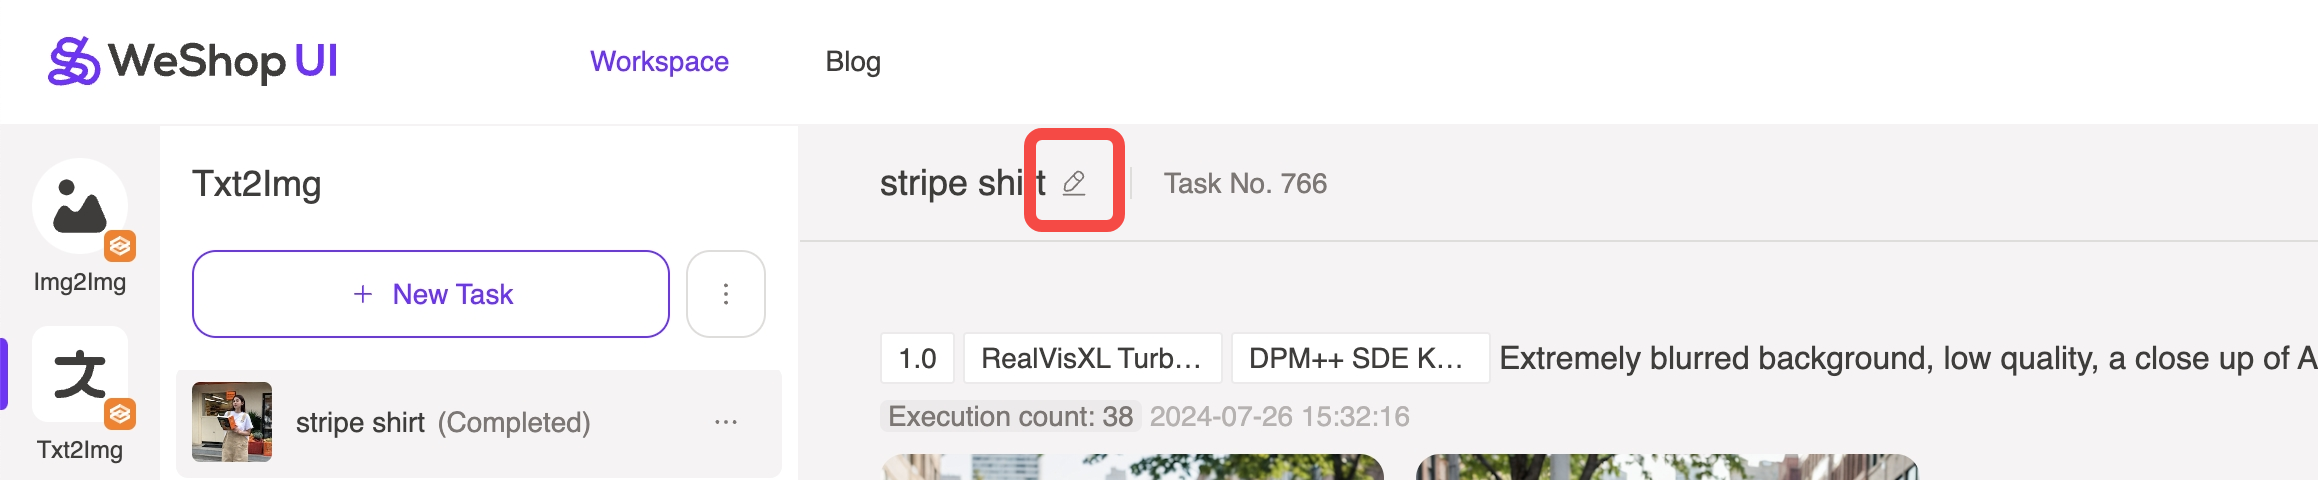 WeShop UI
Workspace
Blog
Img2Img
文
Txt2Img
Txt2Img
+ New Task
stripe shirt (Completed)
stripe shirt
Task No. 766
1.0 RealVisXL Turb... DPM++ SDE K... Extremely blurred background, low quality, a close up of A
Execution count: 38 2024-07-26 15:32:16